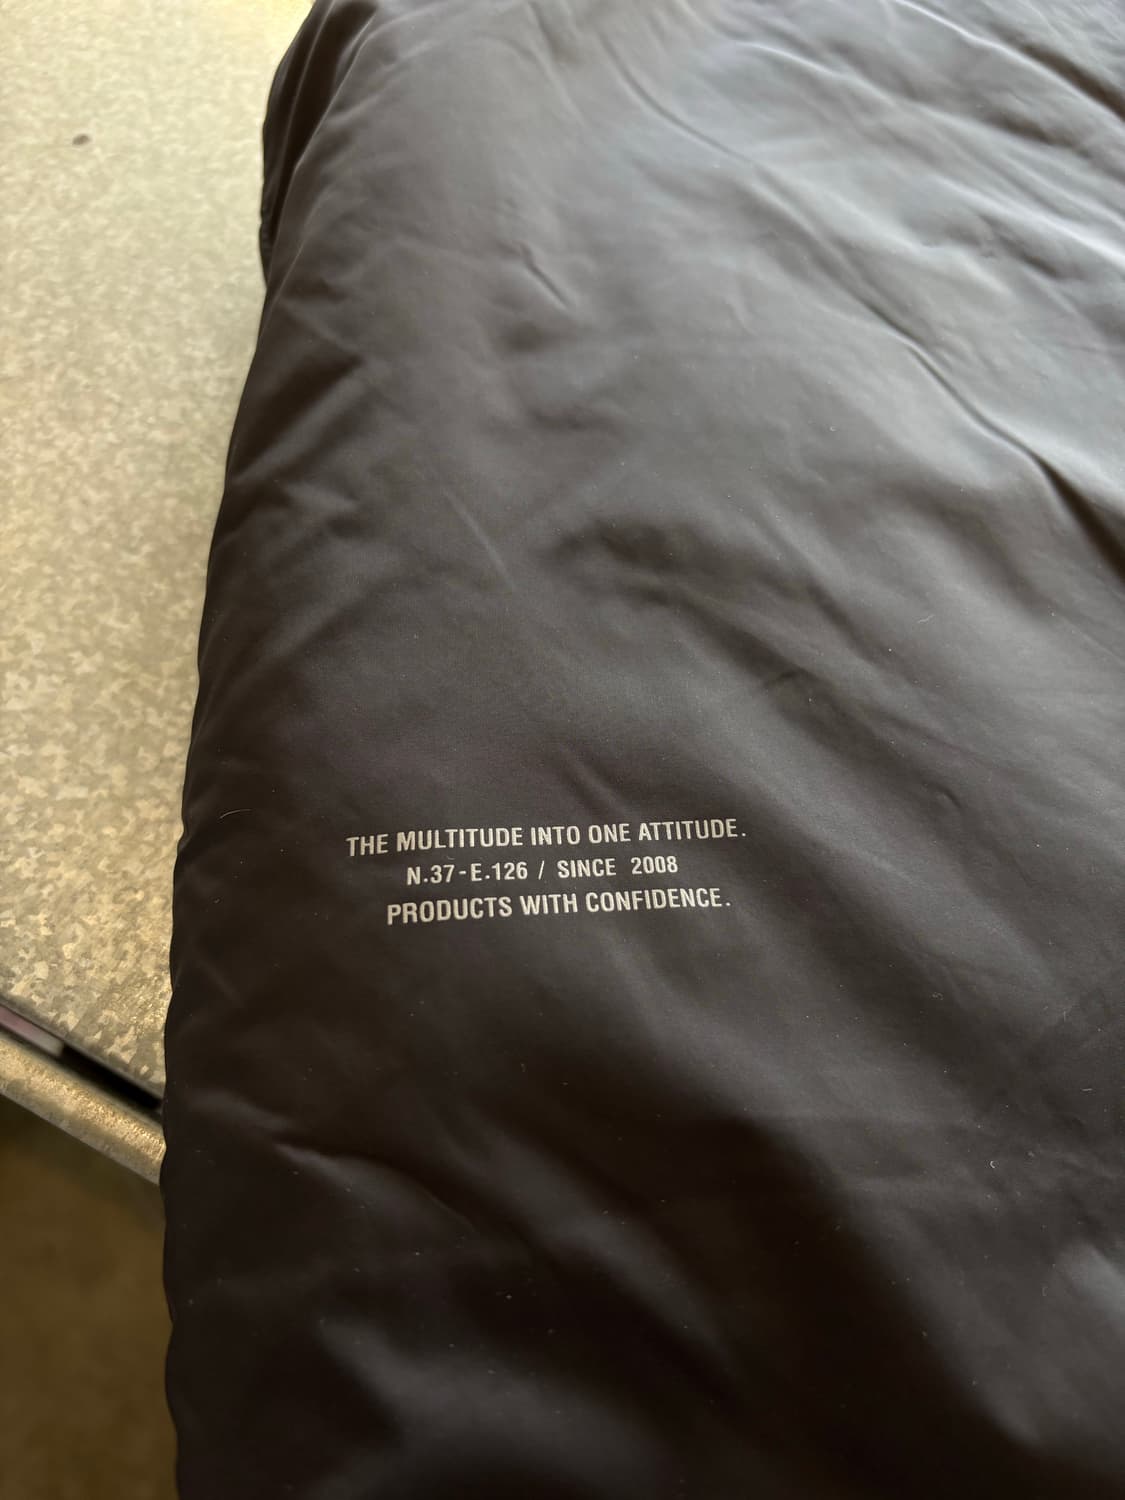 THE MULTITUDE INTO ONE ATTITUDE.
N.37-E.126 / SINCE 2008
PRODUCTS WITH CONFIDENCE.